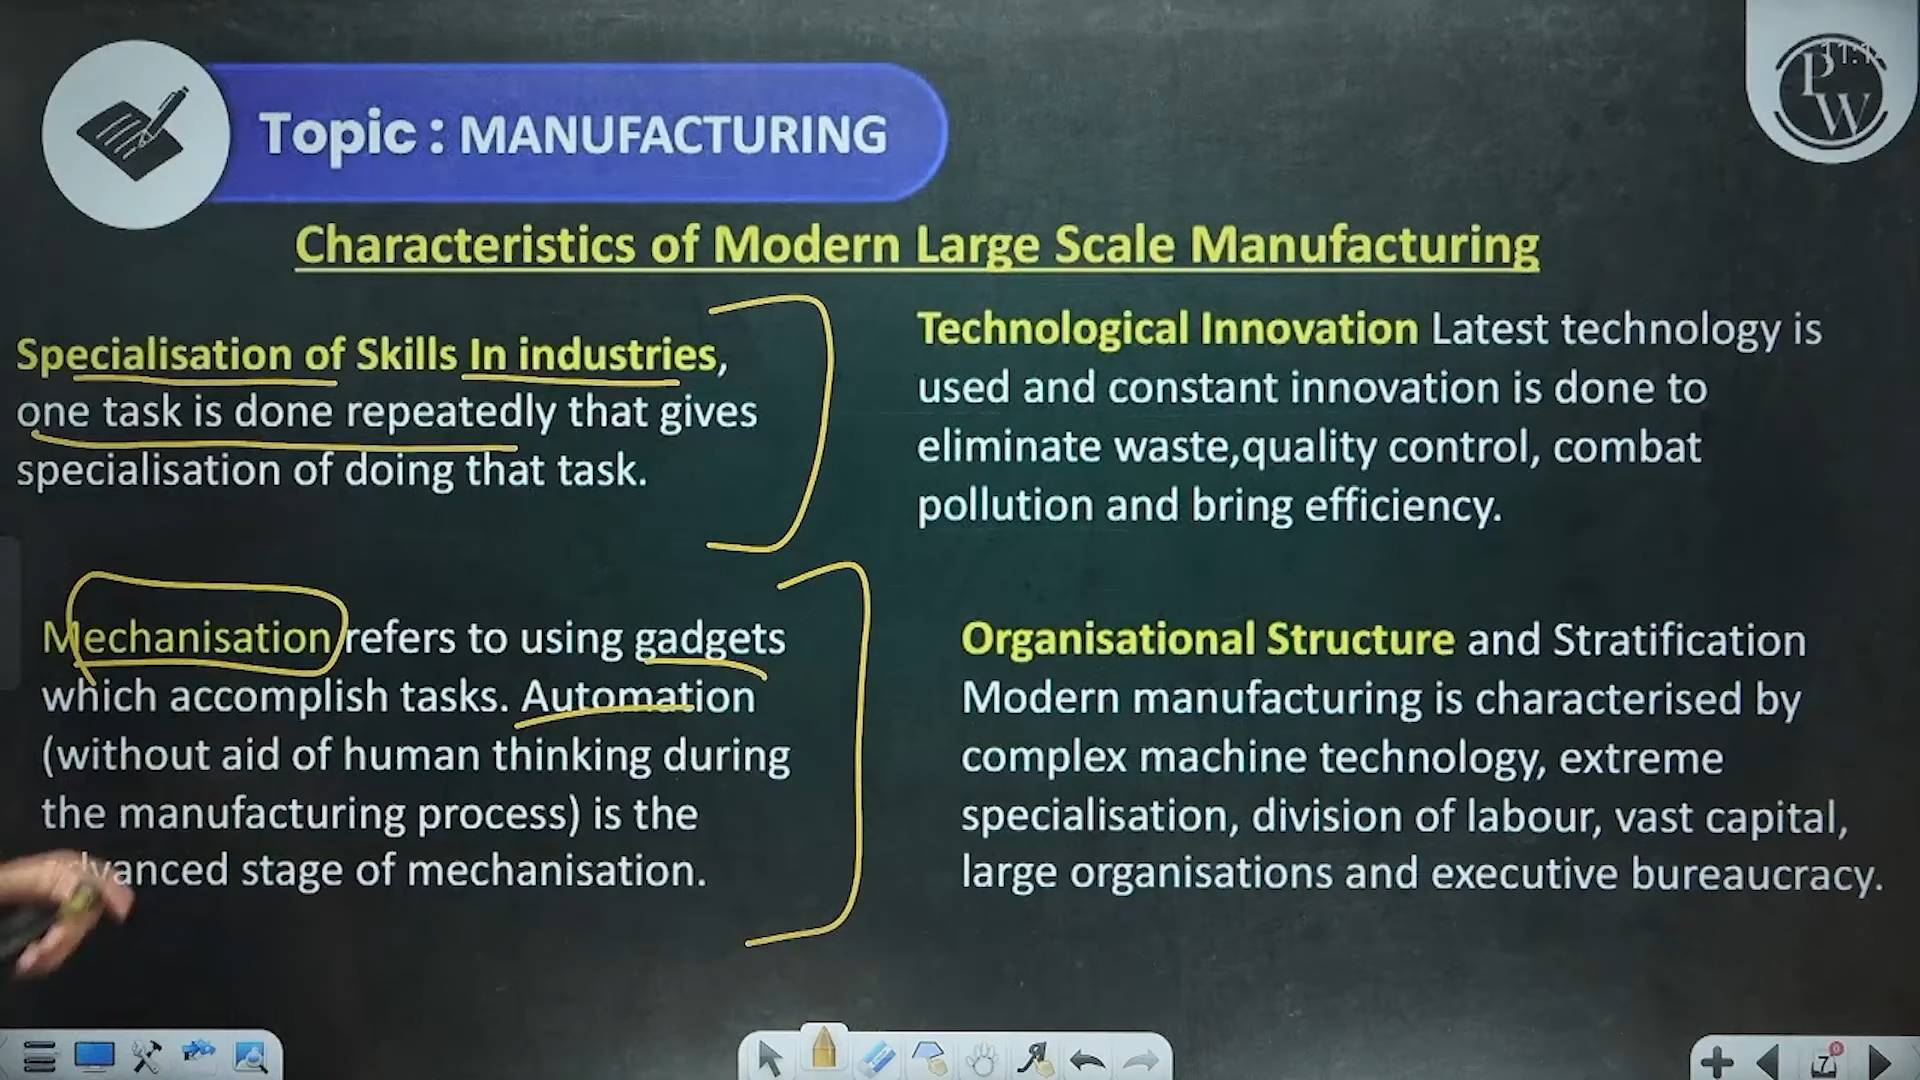 Topic : MANUFACTURING
PW
Characteristics of Modern Large Scale Manufacturing
Specialisation of Skills In industries,
one task is done repeatedly that gives
specialisation of doing that task.
Mechanisation refers to using gadgets
which accomplish tasks. Automation
(without aid of human thinking during
the manufacturing process) is the
advanced stage of mechanisation.
Technological Innovation Latest technology is
used and constant innovation is done to
eliminate waste,quality control, combat
pollution and bring efficiency.
Organisational Structure and Stratification
Modern manufacturing is characterised by
complex machine technology, extreme
specialisation, division of labour, vast capital,
large organisations and executive bureaucracy.
7
0